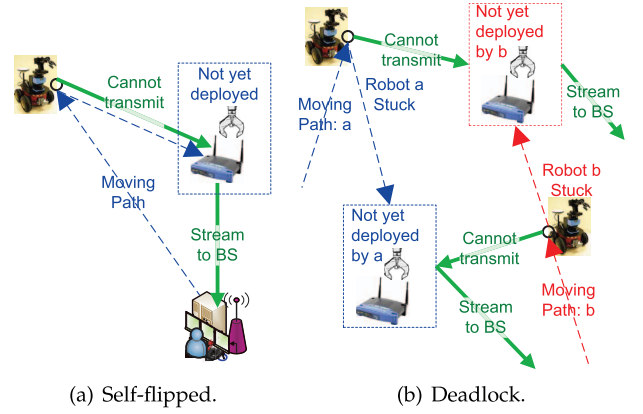 Cannot
transmit
Not yet
deployed
Moving
Path
Stream
to BS
(a) Self-flipped.
Cannot
transmit
Not yet
deployed
by b
Stream
to BS
Moving
Path: a
Robot a
Stuck
Robot b
Stuck
Not yet
deployed
by a
Cannot
transmit
Stream
to BS
Moving
Path: b
(b) Deadlock.